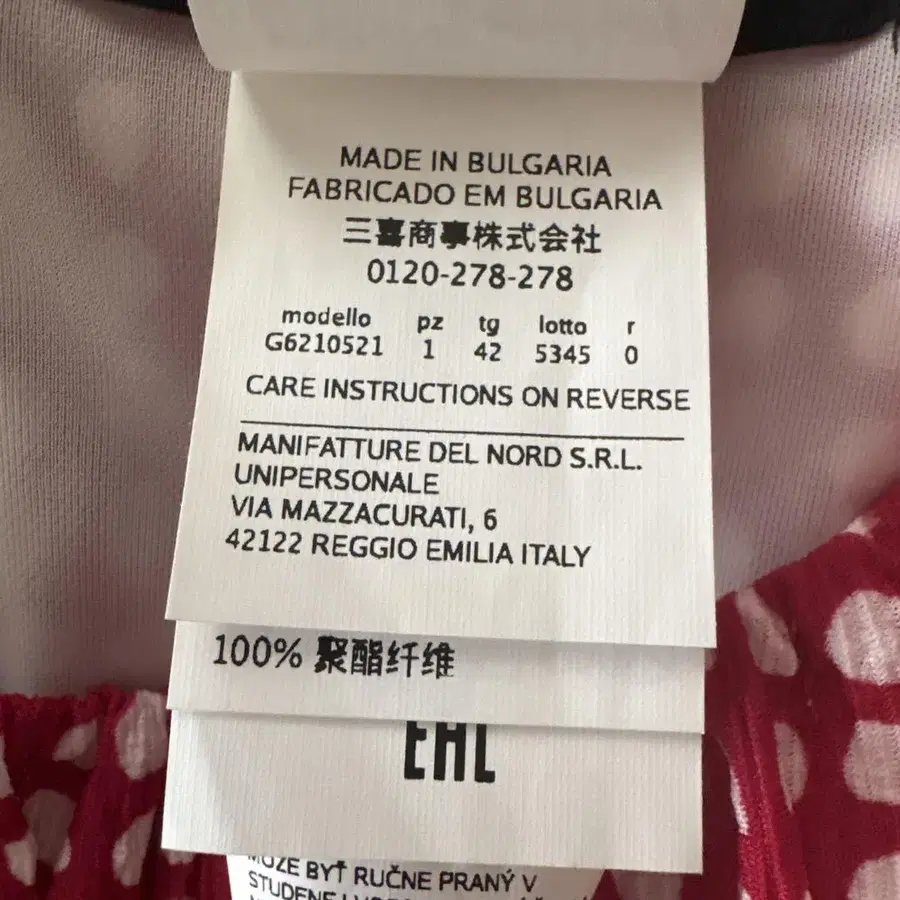 MADE IN BULGARIA
FABRICADO EM BULGARIA
三喜商事株式会社
0120-278-278
modello pz tg lotto r
G6210521 1 42 5345 0
CARE INSTRUCTIONS ON REVERSE
MANIFATTURE DEL NORD S.R.L.
UNIPERSONALE
VIA MAZZACURATI, 6
42122 REGGIO EMILIA ITALY
100% 聚酯纤维
EAC
MÔŽE BYŤ RUČNE PRANÝ V